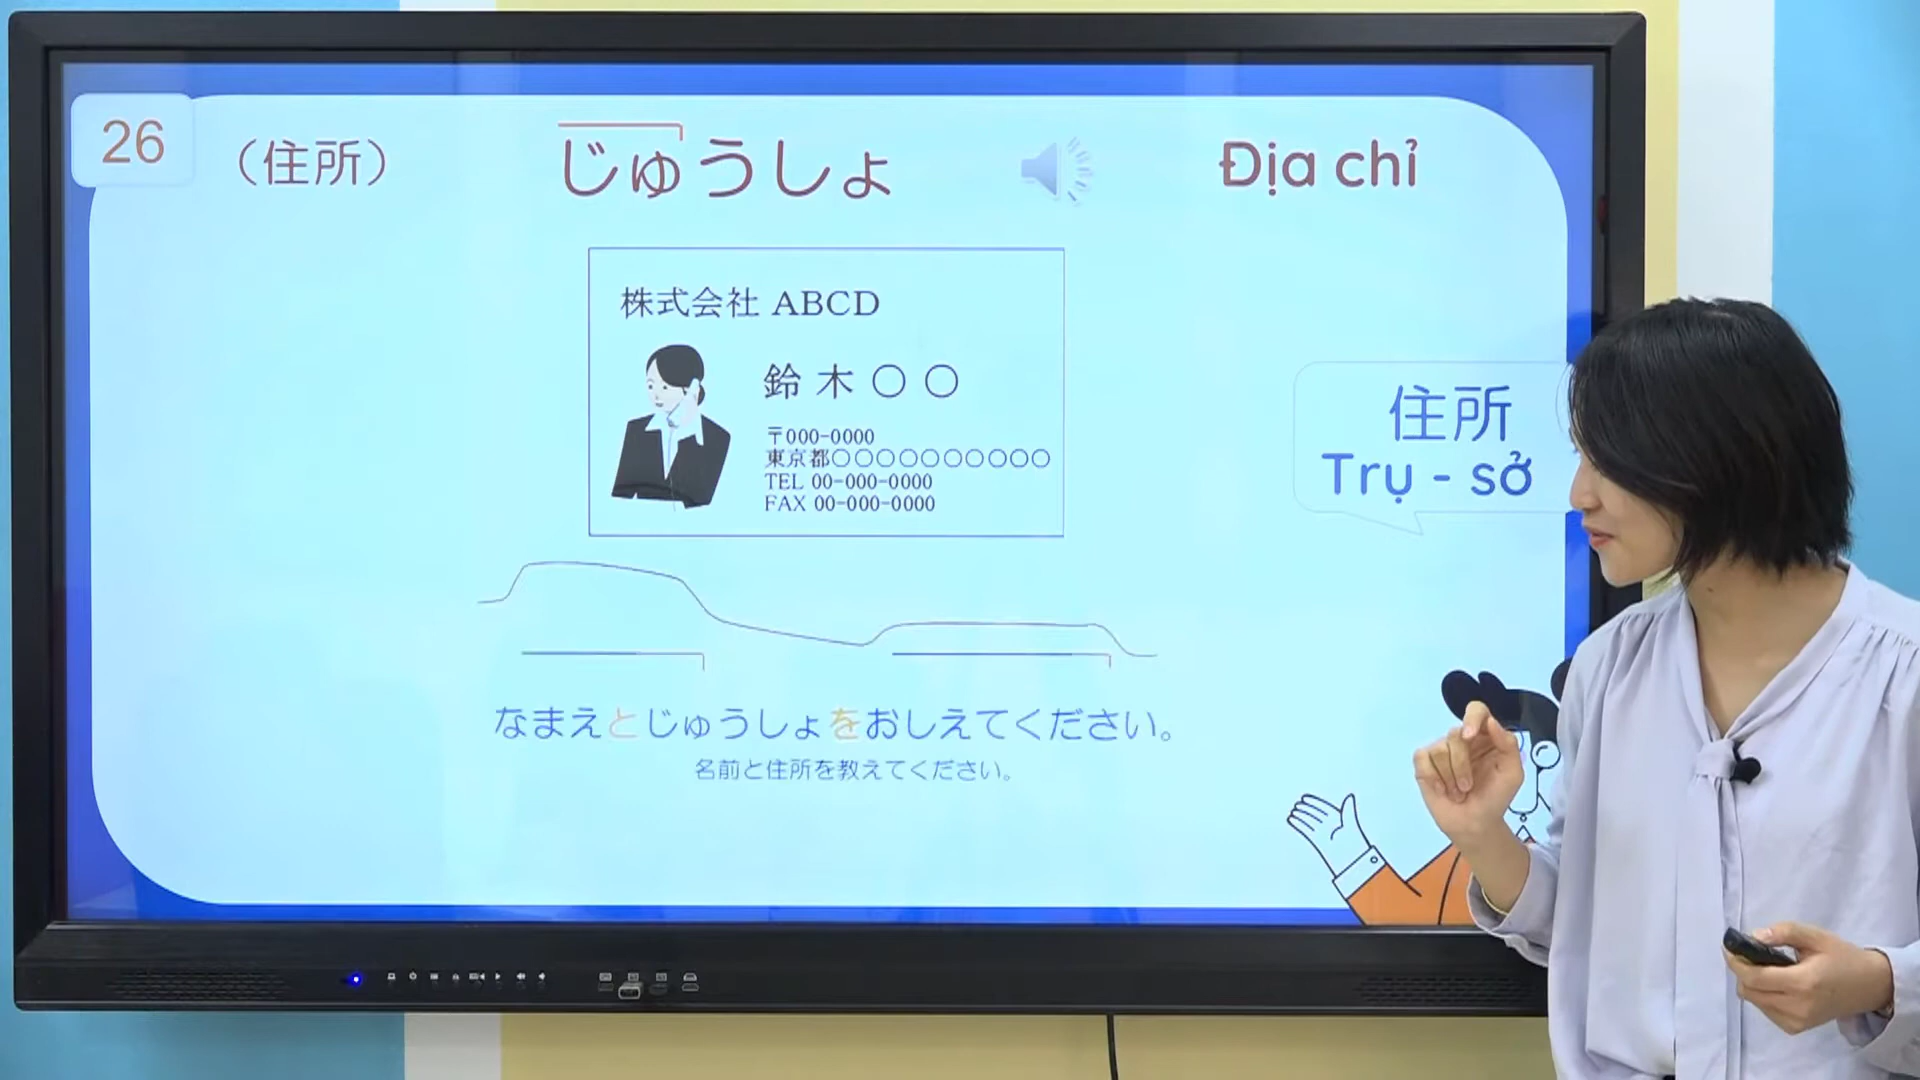 26
（住所）
じゅうしょ
Địa chỉ
株式会社 ABCD
鈴木〇〇
〒000-0000
東京都〇〇〇〇〇〇〇〇〇〇
TEL 00-000-0000
FAX 00-000-0000
住所
Trụ - sở
なまえとじゅうしょをおしえてください。
名前と住所を教えてください。